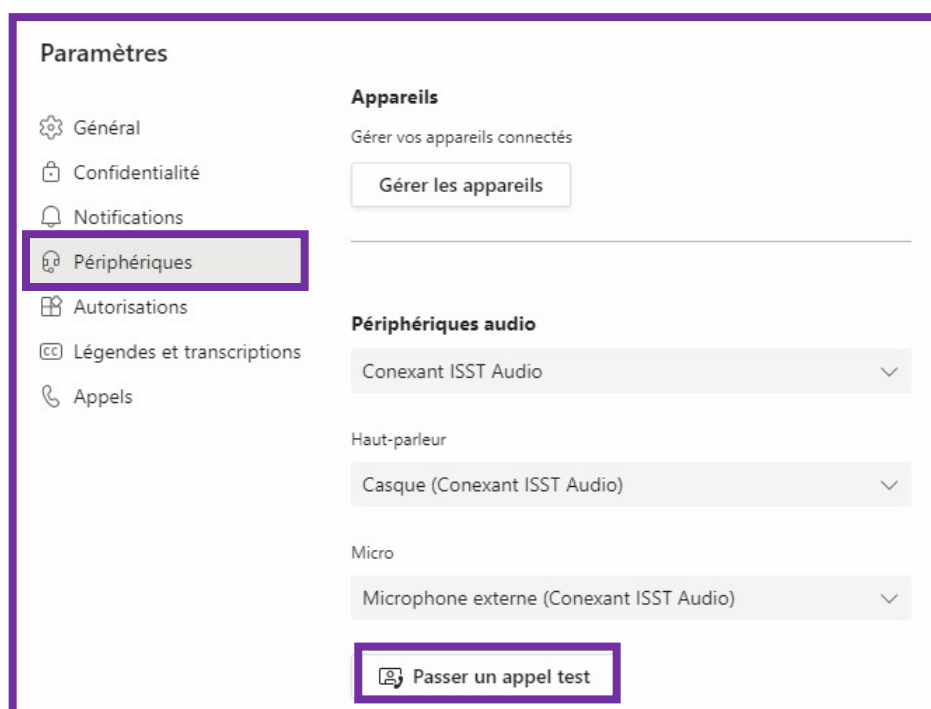 Paramètres
Général
Confidentialité
Notifications
Périphériques
Autorisations
CC Légendes et transcriptions
Appels
Appareils
Gérer vos appareils connectés
Gérer les appareils
Périphériques audio
Conexant ISST Audio
Haut-parleur
Casque (Conexant ISST Audio)
Micro
Microphone externe (Conexant ISST Audio)
Passer un appel test